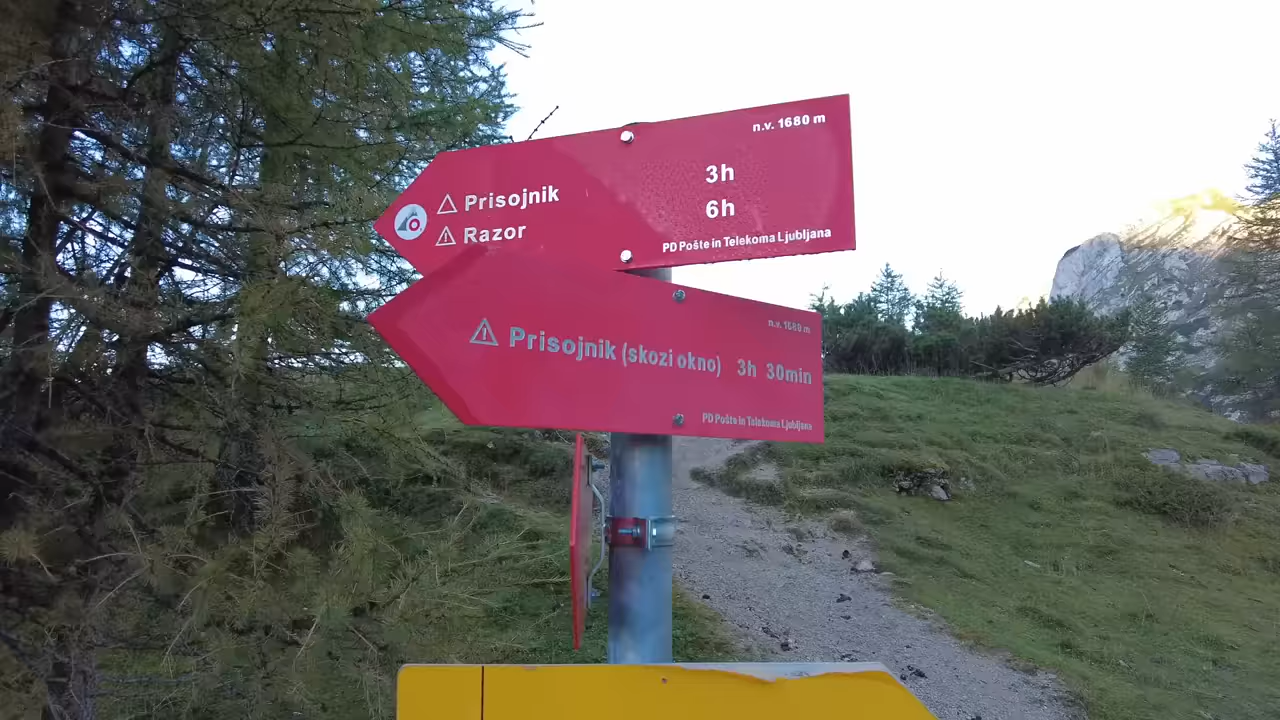 n.v. 1680 m
Prisojnik 3h
Razor 6h
PD Pošte in Telekoma Ljubljana
n.v. 1680 m
Prisojnik (skozi okno) 3h 30min
PD Pošte in Telekoma Ljubljana